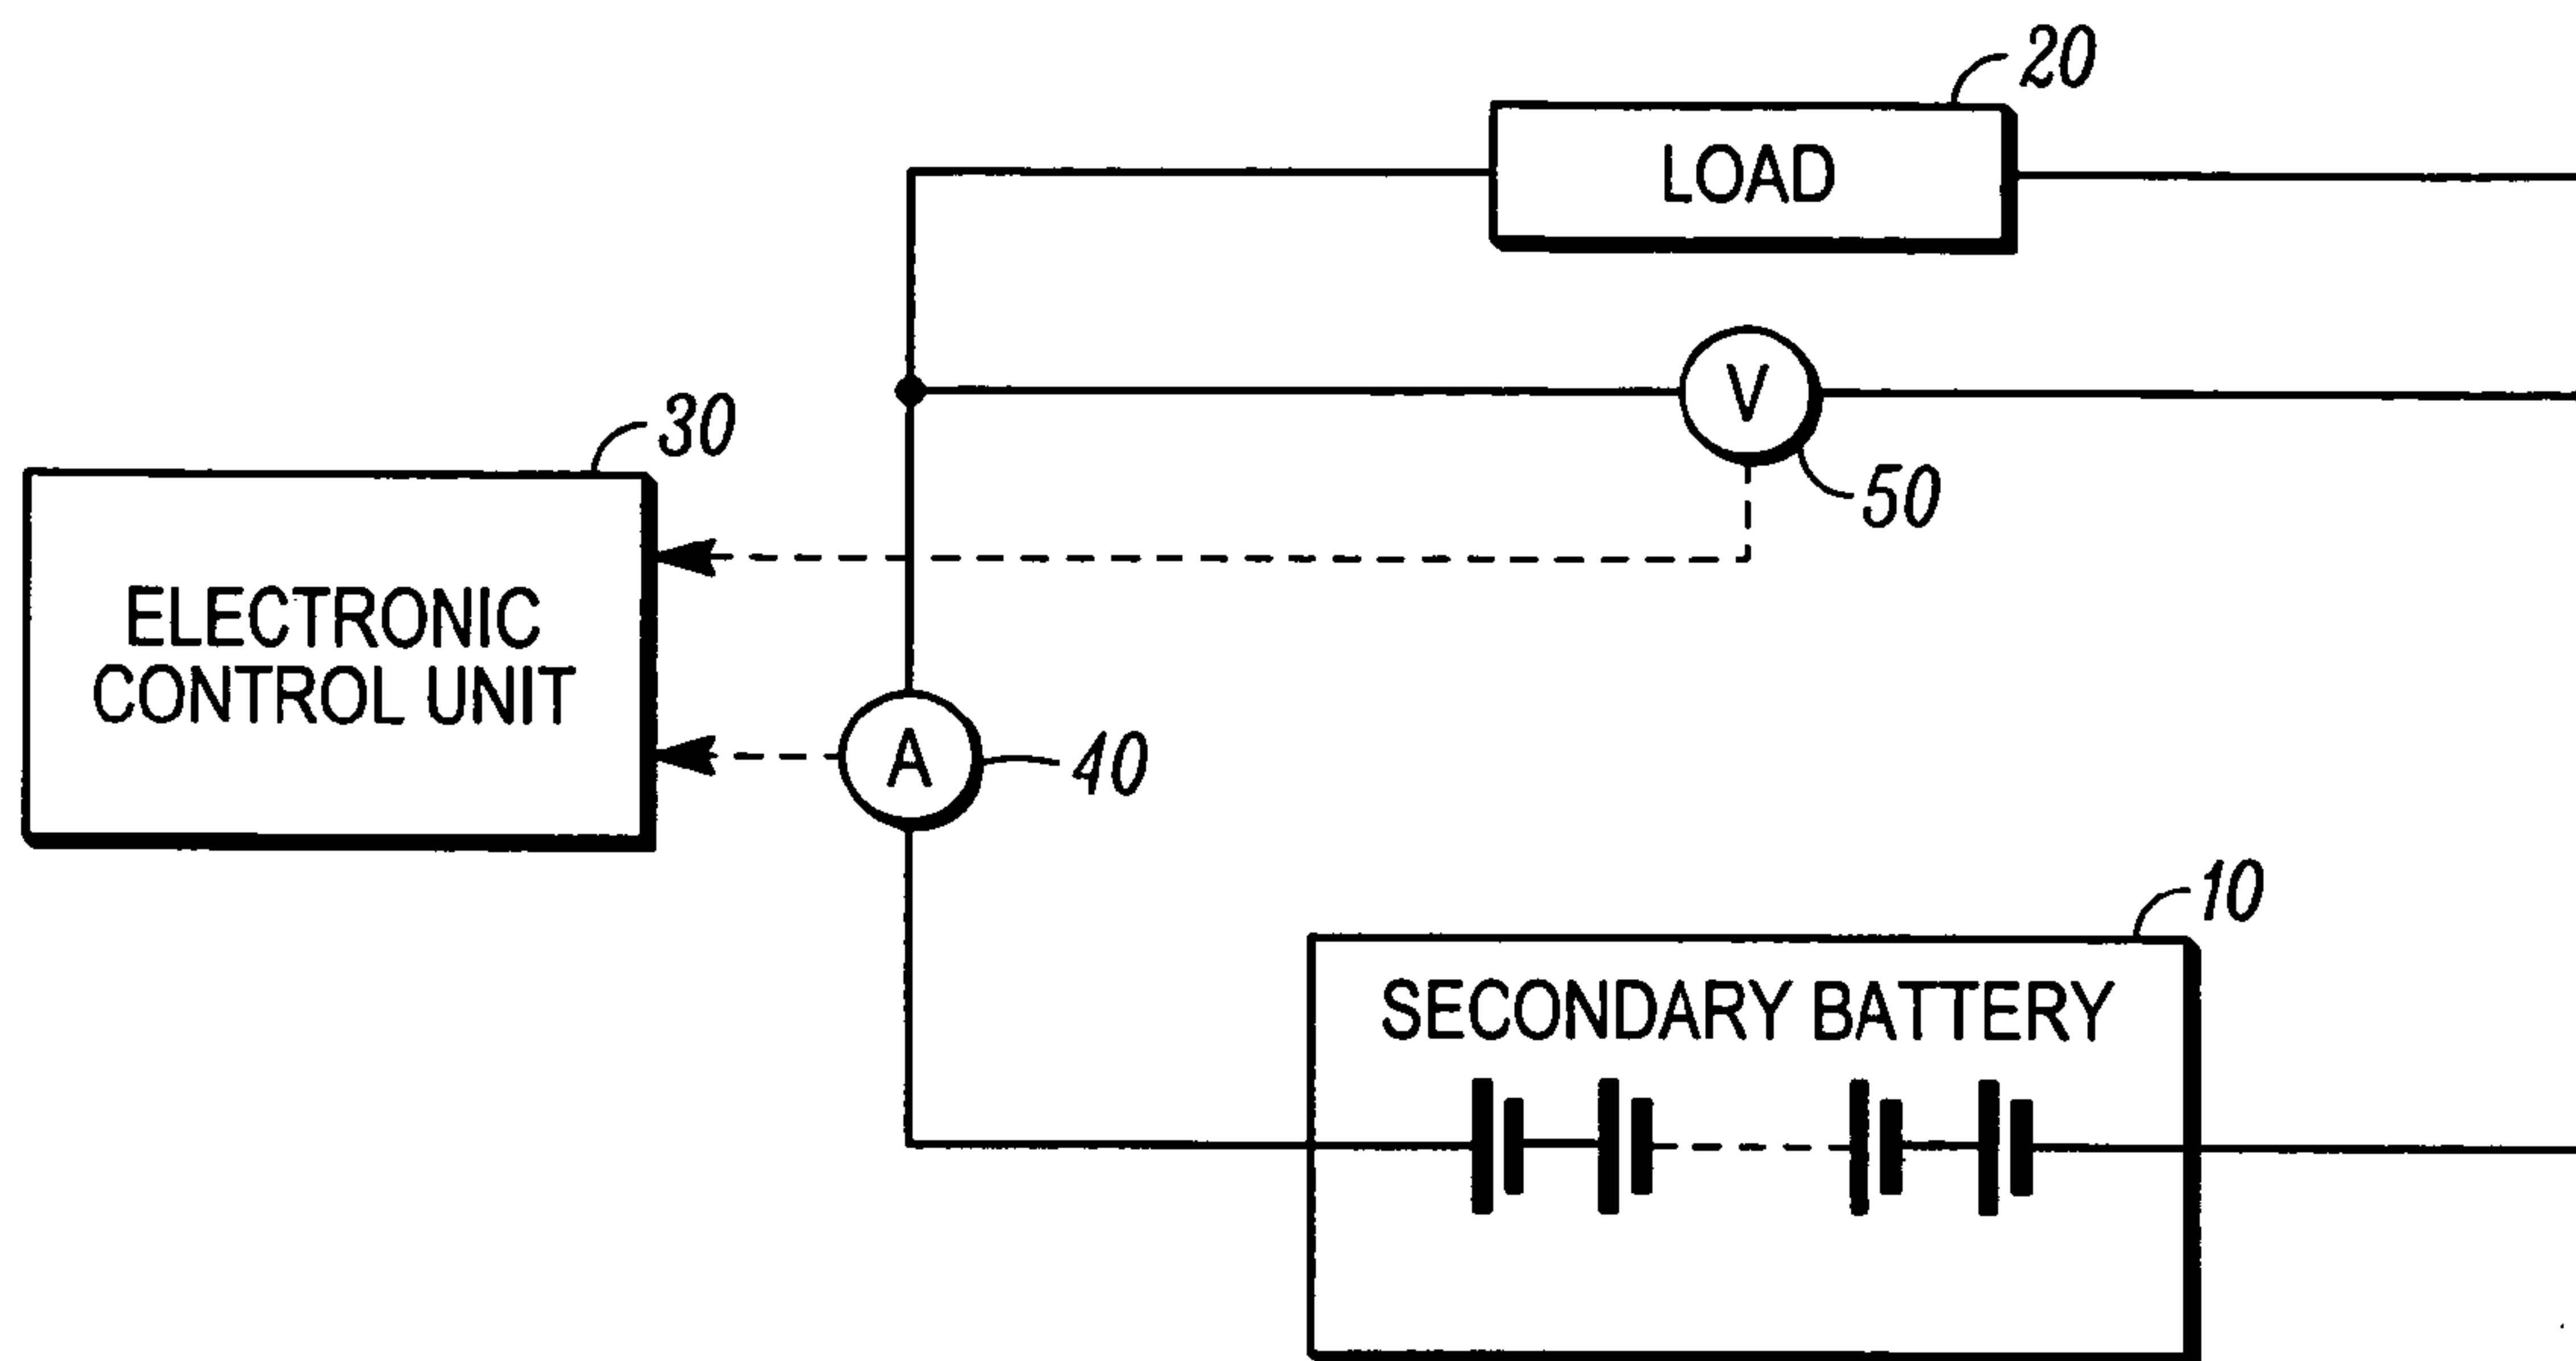 20
LOAD
V
50
30
ELECTRONIC
CONTROL UNIT
A
40
10
SECONDARY BATTERY